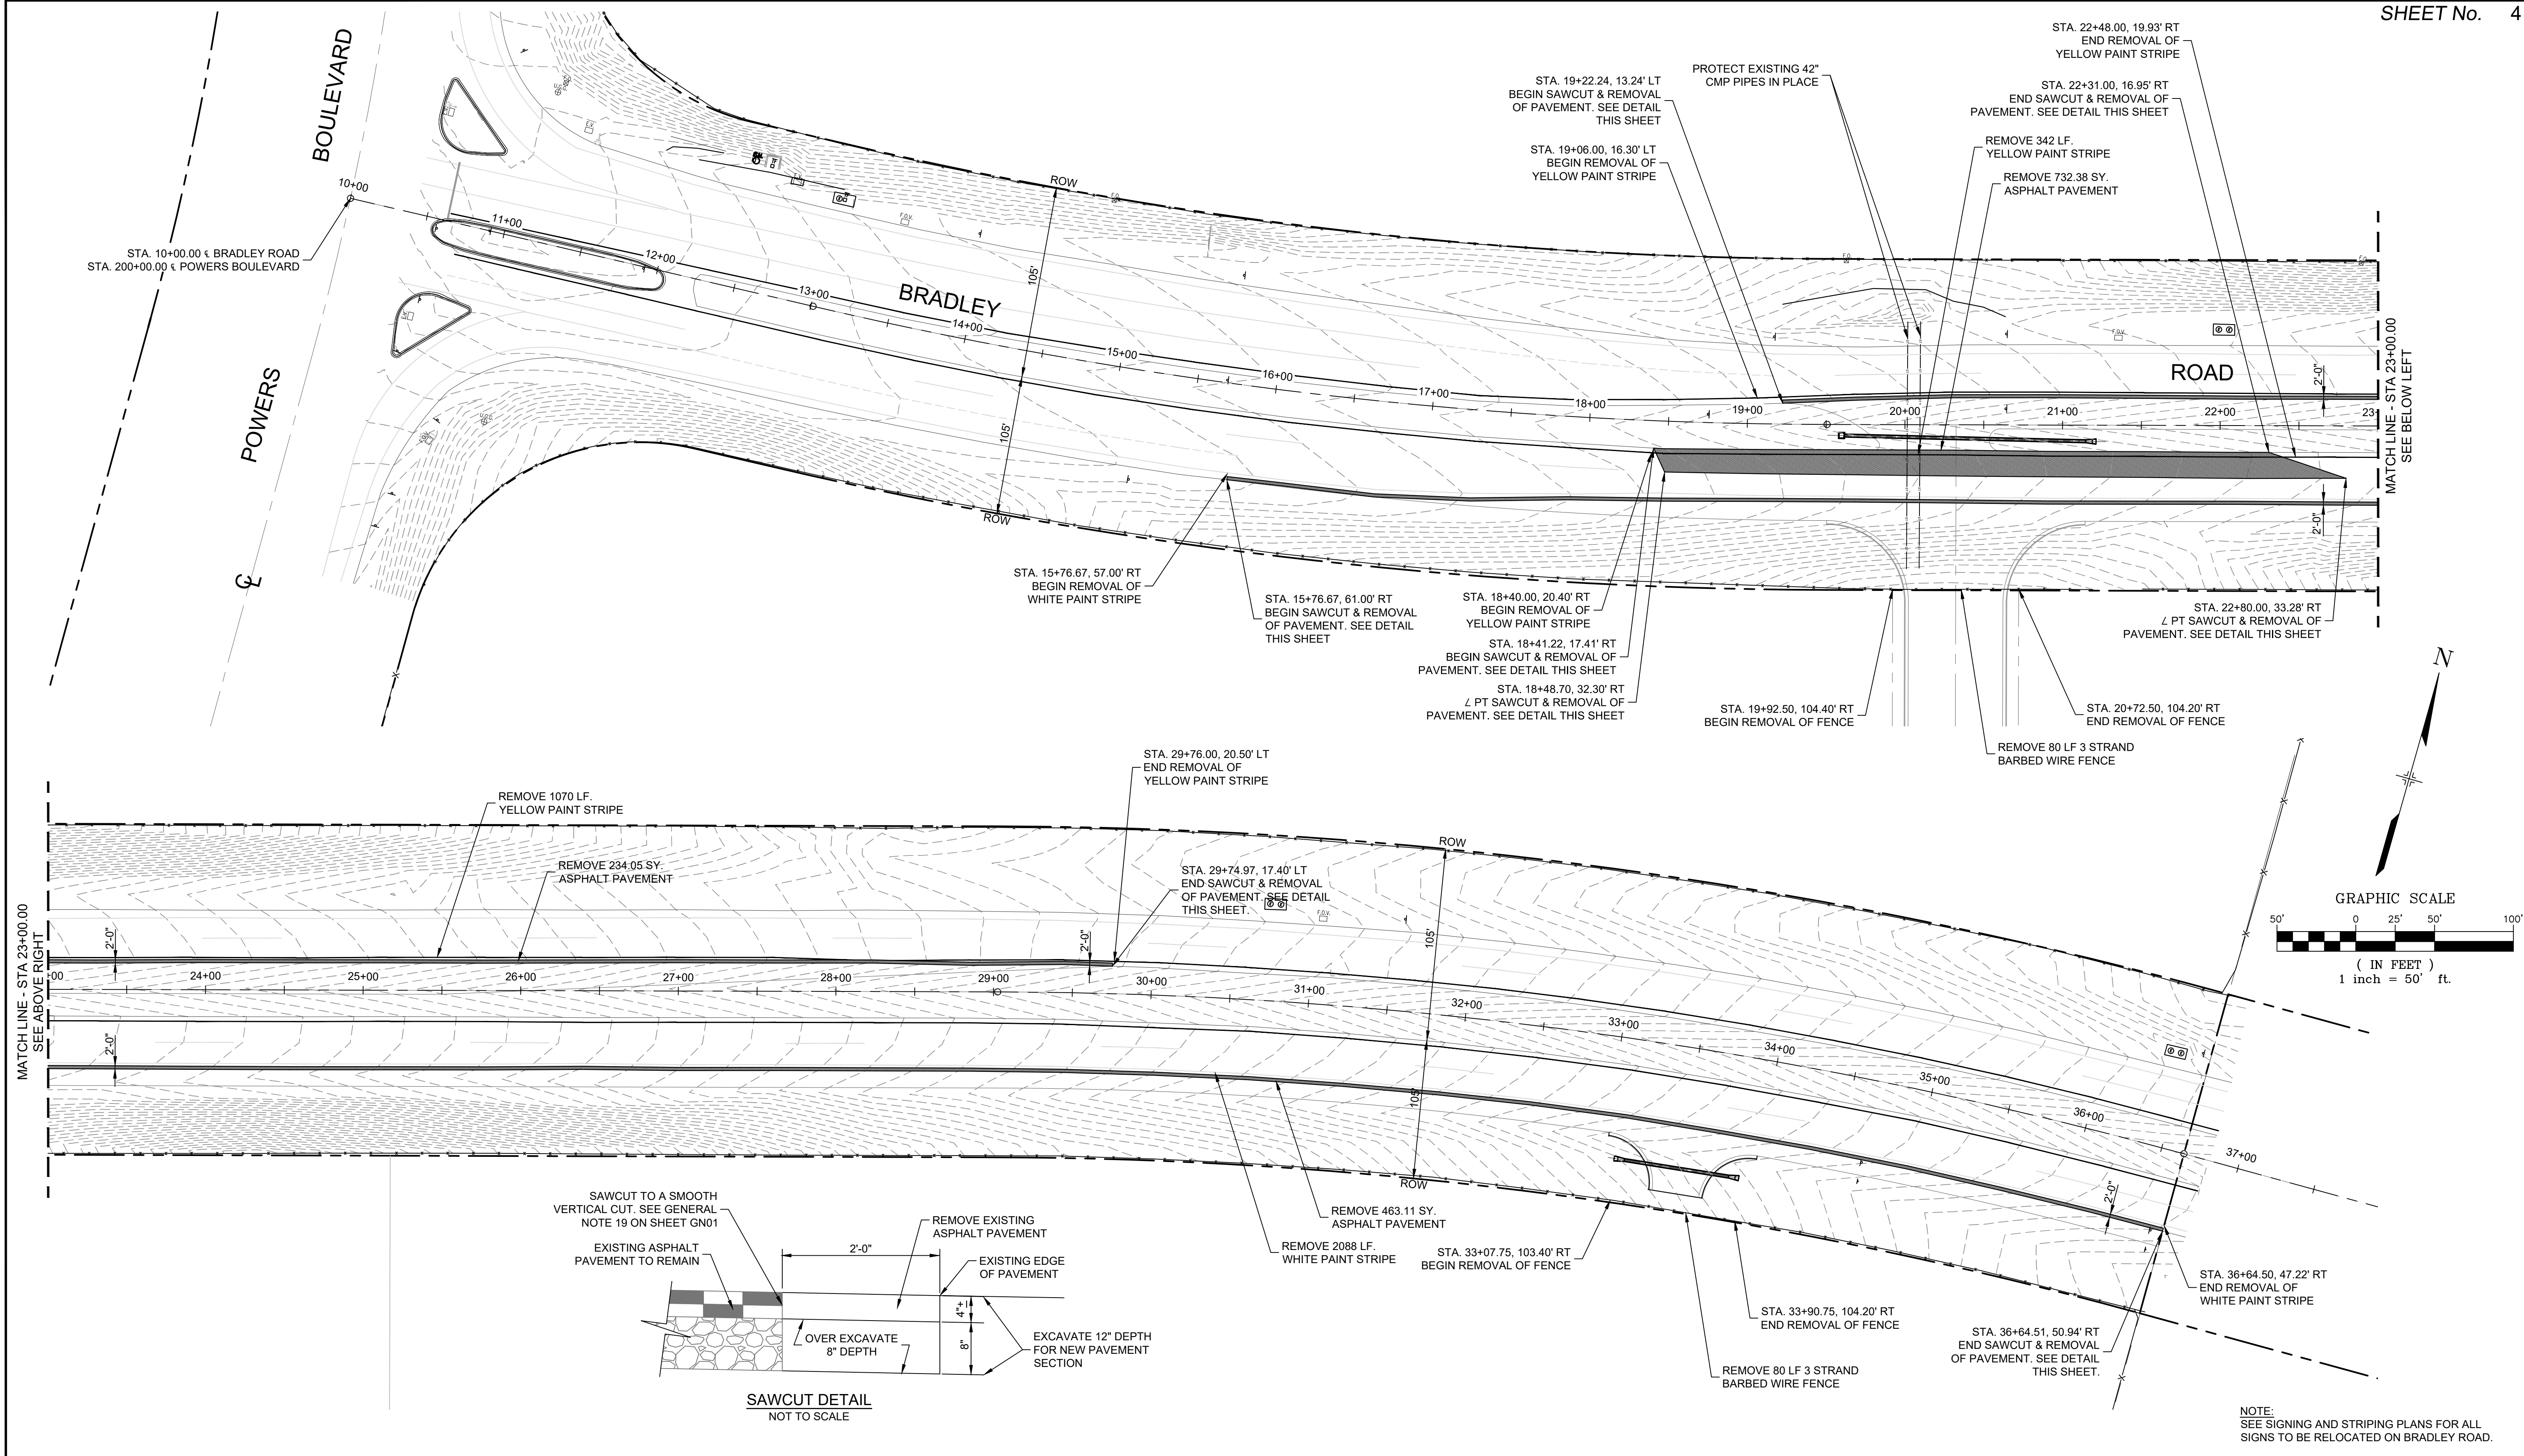 SHEET No. 4
BOULEVARD
POWERS
STA. 10+00.00 ℄ BRADLEY ROAD
STA. 200+00.00 ℄ POWERS BOULEVARD
10+00
11+00
12+00
13+00
14+00
15+00
16+00
17+00
18+00
19+00
20+00
21+00
22+00
23
BRADLEY
ROAD
ROW
105'
105'
ROW
F.O.V.
F.O.V.
STA. 19+22.24, 13.24' LT
BEGIN SAWCUT & REMOVAL
OF PAVEMENT. SEE DETAIL
THIS SHEET
STA. 19+06.00, 16.30' LT
BEGIN REMOVAL OF
YELLOW PAINT STRIPE
PROTECT EXISTING 42"
CMP PIPES IN PLACE
STA. 22+48.00, 19.93' RT
END REMOVAL OF
YELLOW PAINT STRIPE
STA. 22+31.00, 16.95' RT
END SAWCUT & REMOVAL OF
PAVEMENT. SEE DETAIL THIS SHEET
REMOVE 342 LF.
YELLOW PAINT STRIPE
REMOVE 732.38 SY.
ASPHALT PAVEMENT
2'-0"
2'-0"
MATCH LINE - STA 23+00.00
SEE BELOW LEFT
STA. 15+76.67, 57.00' RT
BEGIN REMOVAL OF
WHITE PAINT STRIPE
STA. 15+76.67, 61.00' RT
BEGIN SAWCUT & REMOVAL
OF PAVEMENT. SEE DETAIL
THIS SHEET
STA. 18+40.00, 20.40' RT
BEGIN REMOVAL OF
YELLOW PAINT STRIPE
STA. 18+41.22, 17.41' RT
BEGIN SAWCUT & REMOVAL OF
PAVEMENT. SEE DETAIL THIS SHEET
STA. 18+48.70, 32.30' RT
∠ PT SAWCUT & REMOVAL OF
PAVEMENT. SEE DETAIL THIS SHEET
STA. 19+92.50, 104.40' RT
BEGIN REMOVAL OF FENCE
STA. 20+72.50, 104.20' RT
END REMOVAL OF FENCE
REMOVE 80 LF 3 STRAND
BARBED WIRE FENCE
STA. 22+80.00, 33.28' RT
∠ PT SAWCUT & REMOVAL OF
PAVEMENT. SEE DETAIL THIS SHEET
℄
N
GRAPHIC SCALE
50' 0 25' 50' 100'
( IN FEET )
1 inch = 50' ft.
MATCH LINE - STA 23+00.00
SEE ABOVE RIGHT
REMOVE 1070 LF.
YELLOW PAINT STRIPE
REMOVE 234.05 SY.
ASPHALT PAVEMENT
STA. 29+76.00, 20.50' LT
END REMOVAL OF
YELLOW PAINT STRIPE
STA. 29+74.97, 17.40' LT
END SAWCUT & REMOVAL
OF PAVEMENT. SEE DETAIL
THIS SHEET.
F.O.V.
ROW
105'
105'
ROW
2'-0"
2'-0"
2'-0"
2'-0"
00
24+00
25+00
26+00
27+00
28+00
29+00
30+00
31+00
32+00
33+00
34+00
35+00
36+00
37+00
REMOVE 463.11 SY.
ASPHALT PAVEMENT
REMOVE 2088 LF.
WHITE PAINT STRIPE
STA. 33+07.75, 103.40' RT
BEGIN REMOVAL OF FENCE
STA. 33+90.75, 104.20' RT
END REMOVAL OF FENCE
REMOVE 80 LF 3 STRAND
BARBED WIRE FENCE
STA. 36+64.50, 47.22' RT
END REMOVAL OF
WHITE PAINT STRIPE
STA. 36+64.51, 50.94' RT
END SAWCUT & REMOVAL
OF PAVEMENT. SEE DETAIL
THIS SHEET.
SAWCUT TO A SMOOTH
VERTICAL CUT. SEE GENERAL
NOTE 19 ON SHEET GN01
EXISTING ASPHALT
PAVEMENT TO REMAIN
2'-0"
REMOVE EXISTING
ASPHALT PAVEMENT
EXISTING EDGE
OF PAVEMENT
4"±
8"
OVER EXCAVATE
8" DEPTH
EXCAVATE 12" DEPTH
FOR NEW PAVEMENT
SECTION
SAWCUT DETAIL
NOT TO SCALE
NOTE:
SEE SIGNING AND STRIPING PLANS FOR ALL
SIGNS TO BE RELOCATED ON BRADLEY ROAD.